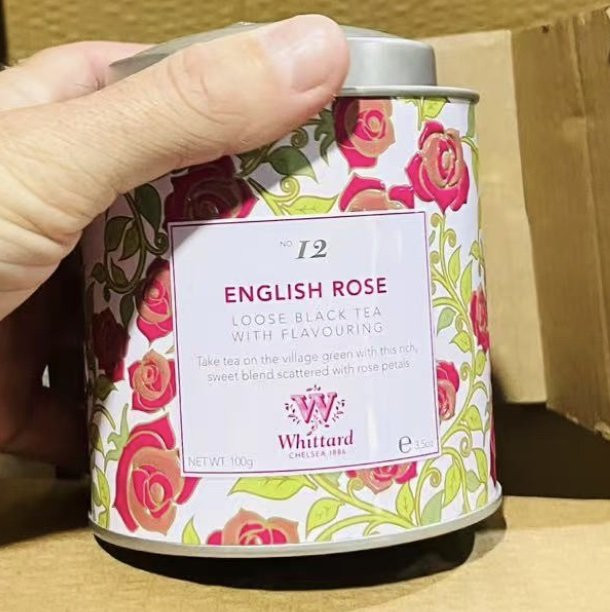 NO. 12
ENGLISH ROSE
LOOSE BLACK TEA
WITH FLAVOURING
Take tea on the village green with this rich,
sweet blend scattered with rose petals
W
Whittard
CHELSEA 1886
NET WT. 100g e 3.5oz